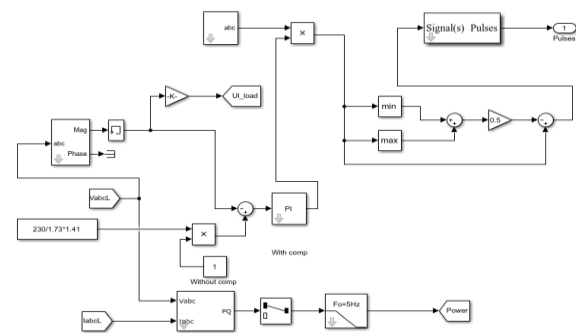 abc
×
Signal(s) Pulses
1
Pulses
-K-
UI_load
Mag
abc
Phase
min
max
0.5
VabcL
PI
230/1.73*1.41
×
With comp
1
Without comp
Vabc
PQ
Iabc
IabcL
Fo=5Hz
Power